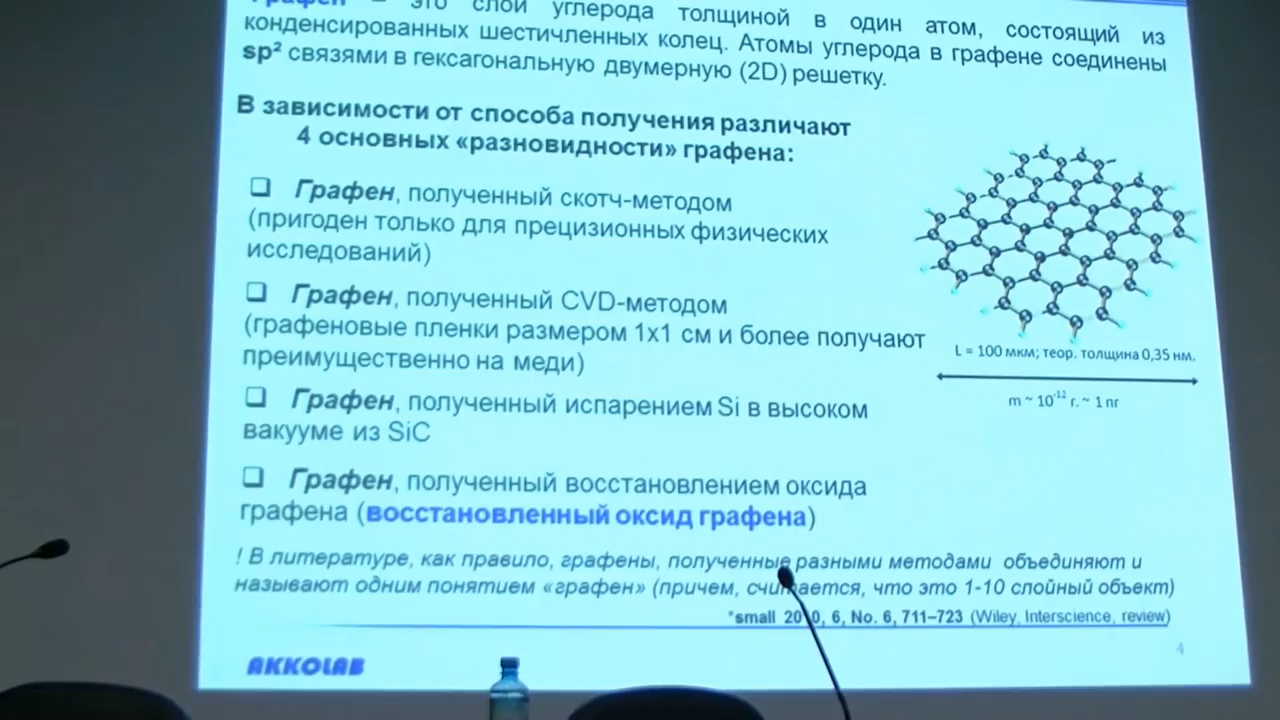 Графен – это слой углерода толщиной в один атом, состоящий из
конденсированных шестичленных колец. Атомы углерода в графене соединены
sp² связями в гексагональную двумерную (2D) решетку.
В зависимости от способа получения различают
4 основных «разновидности» графена:
❑ Графен, полученный скотч-методом
(пригоден только для прецизионных физических
исследований)
❑ Графен, полученный CVD-методом
(графеновые пленки размером 1x1 см и более получают
преимущественно на меди)
L = 100 мкм; теор. толщина 0,35 нм.
m ~ 10⁻¹² г. ~ 1 пг
❑ Графен, полученный испарением Si в высоком
вакууме из SiC
❑ Графен, полученный восстановлением оксида
графена (восстановленный оксид графена)
! В литературе, как правило, графены, полученные разными методами объединяют и
называют одним понятием «графен» (причем, считается, что это 1-10 слойный объект)
*small 2010, 6, No. 6, 711–723 (Wiley, Interscience, review)
AKKOLAB
4